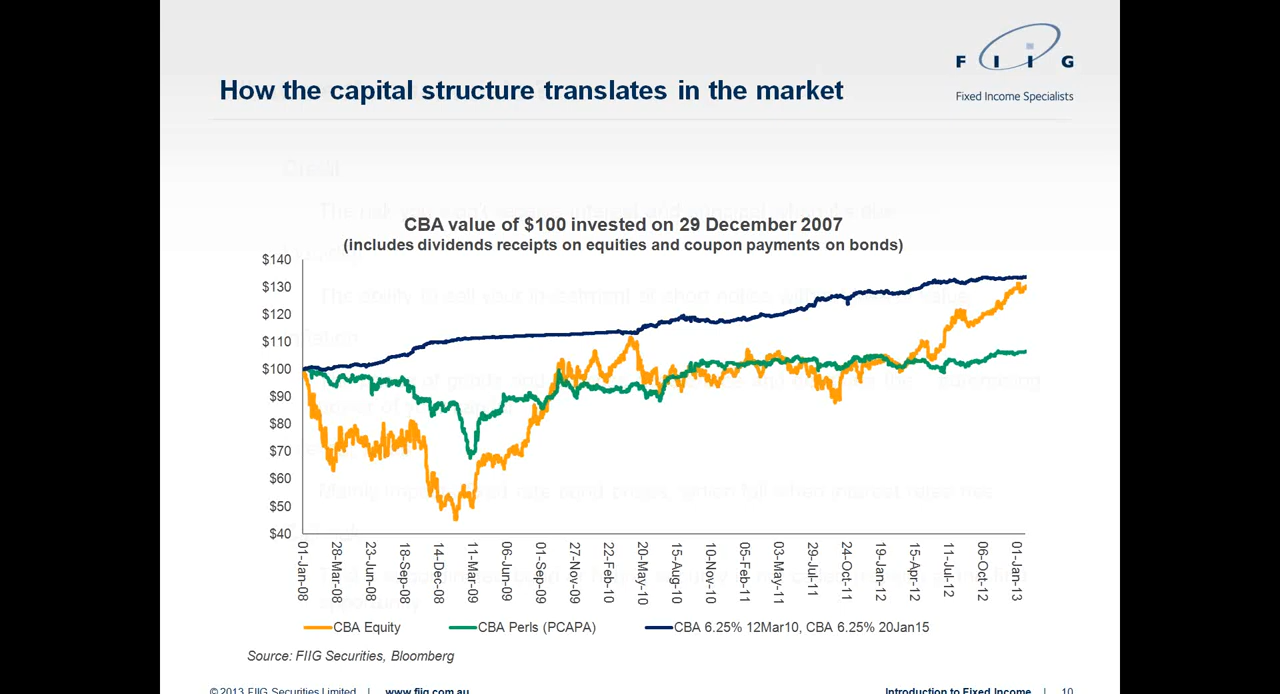 F I I G
Fixed Income Specialists
How the capital structure translates in the market
CBA value of $100 invested on 29 December 2007
(includes dividends receipts on equities and coupon payments on bonds)
$140
$130
$120
$110
$100
$90
$80
$70
$60
$50
$40
01-Jan-08
28-Mar-08
23-Jun-08
18-Sep-08
14-Dec-08
11-Mar-09
06-Jun-09
01-Sep-09
27-Nov-09
22-Feb-10
20-May-10
15-Aug-10
10-Nov-10
05-Feb-11
03-May-11
29-Jul-11
24-Oct-11
19-Jan-12
15-Apr-12
11-Jul-12
06-Oct-12
01-Jan-13
CBA Equity CBA Perls (PCAPA) CBA 6.25% 12Mar10, CBA 6.25% 20Jan15
Source: FIIG Securities, Bloomberg
© 2013 FIIG Securities Limited | www.fiig.com.au Introduction to Fixed Income | 10